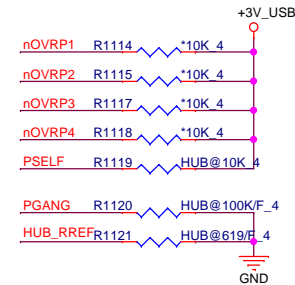 +3V_USB
nOVRP1 R1114 *10K_4
nOVRP2 R1115 *10K_4
nOVRP3 R1117 *10K_4
nOVRP4 R1118 *10K_4
PSELF R1119 HUB@10K_4
PGANG R1120 HUB@100K/F_4
HUB_RREF R1121 HUB@619/F_4
GND